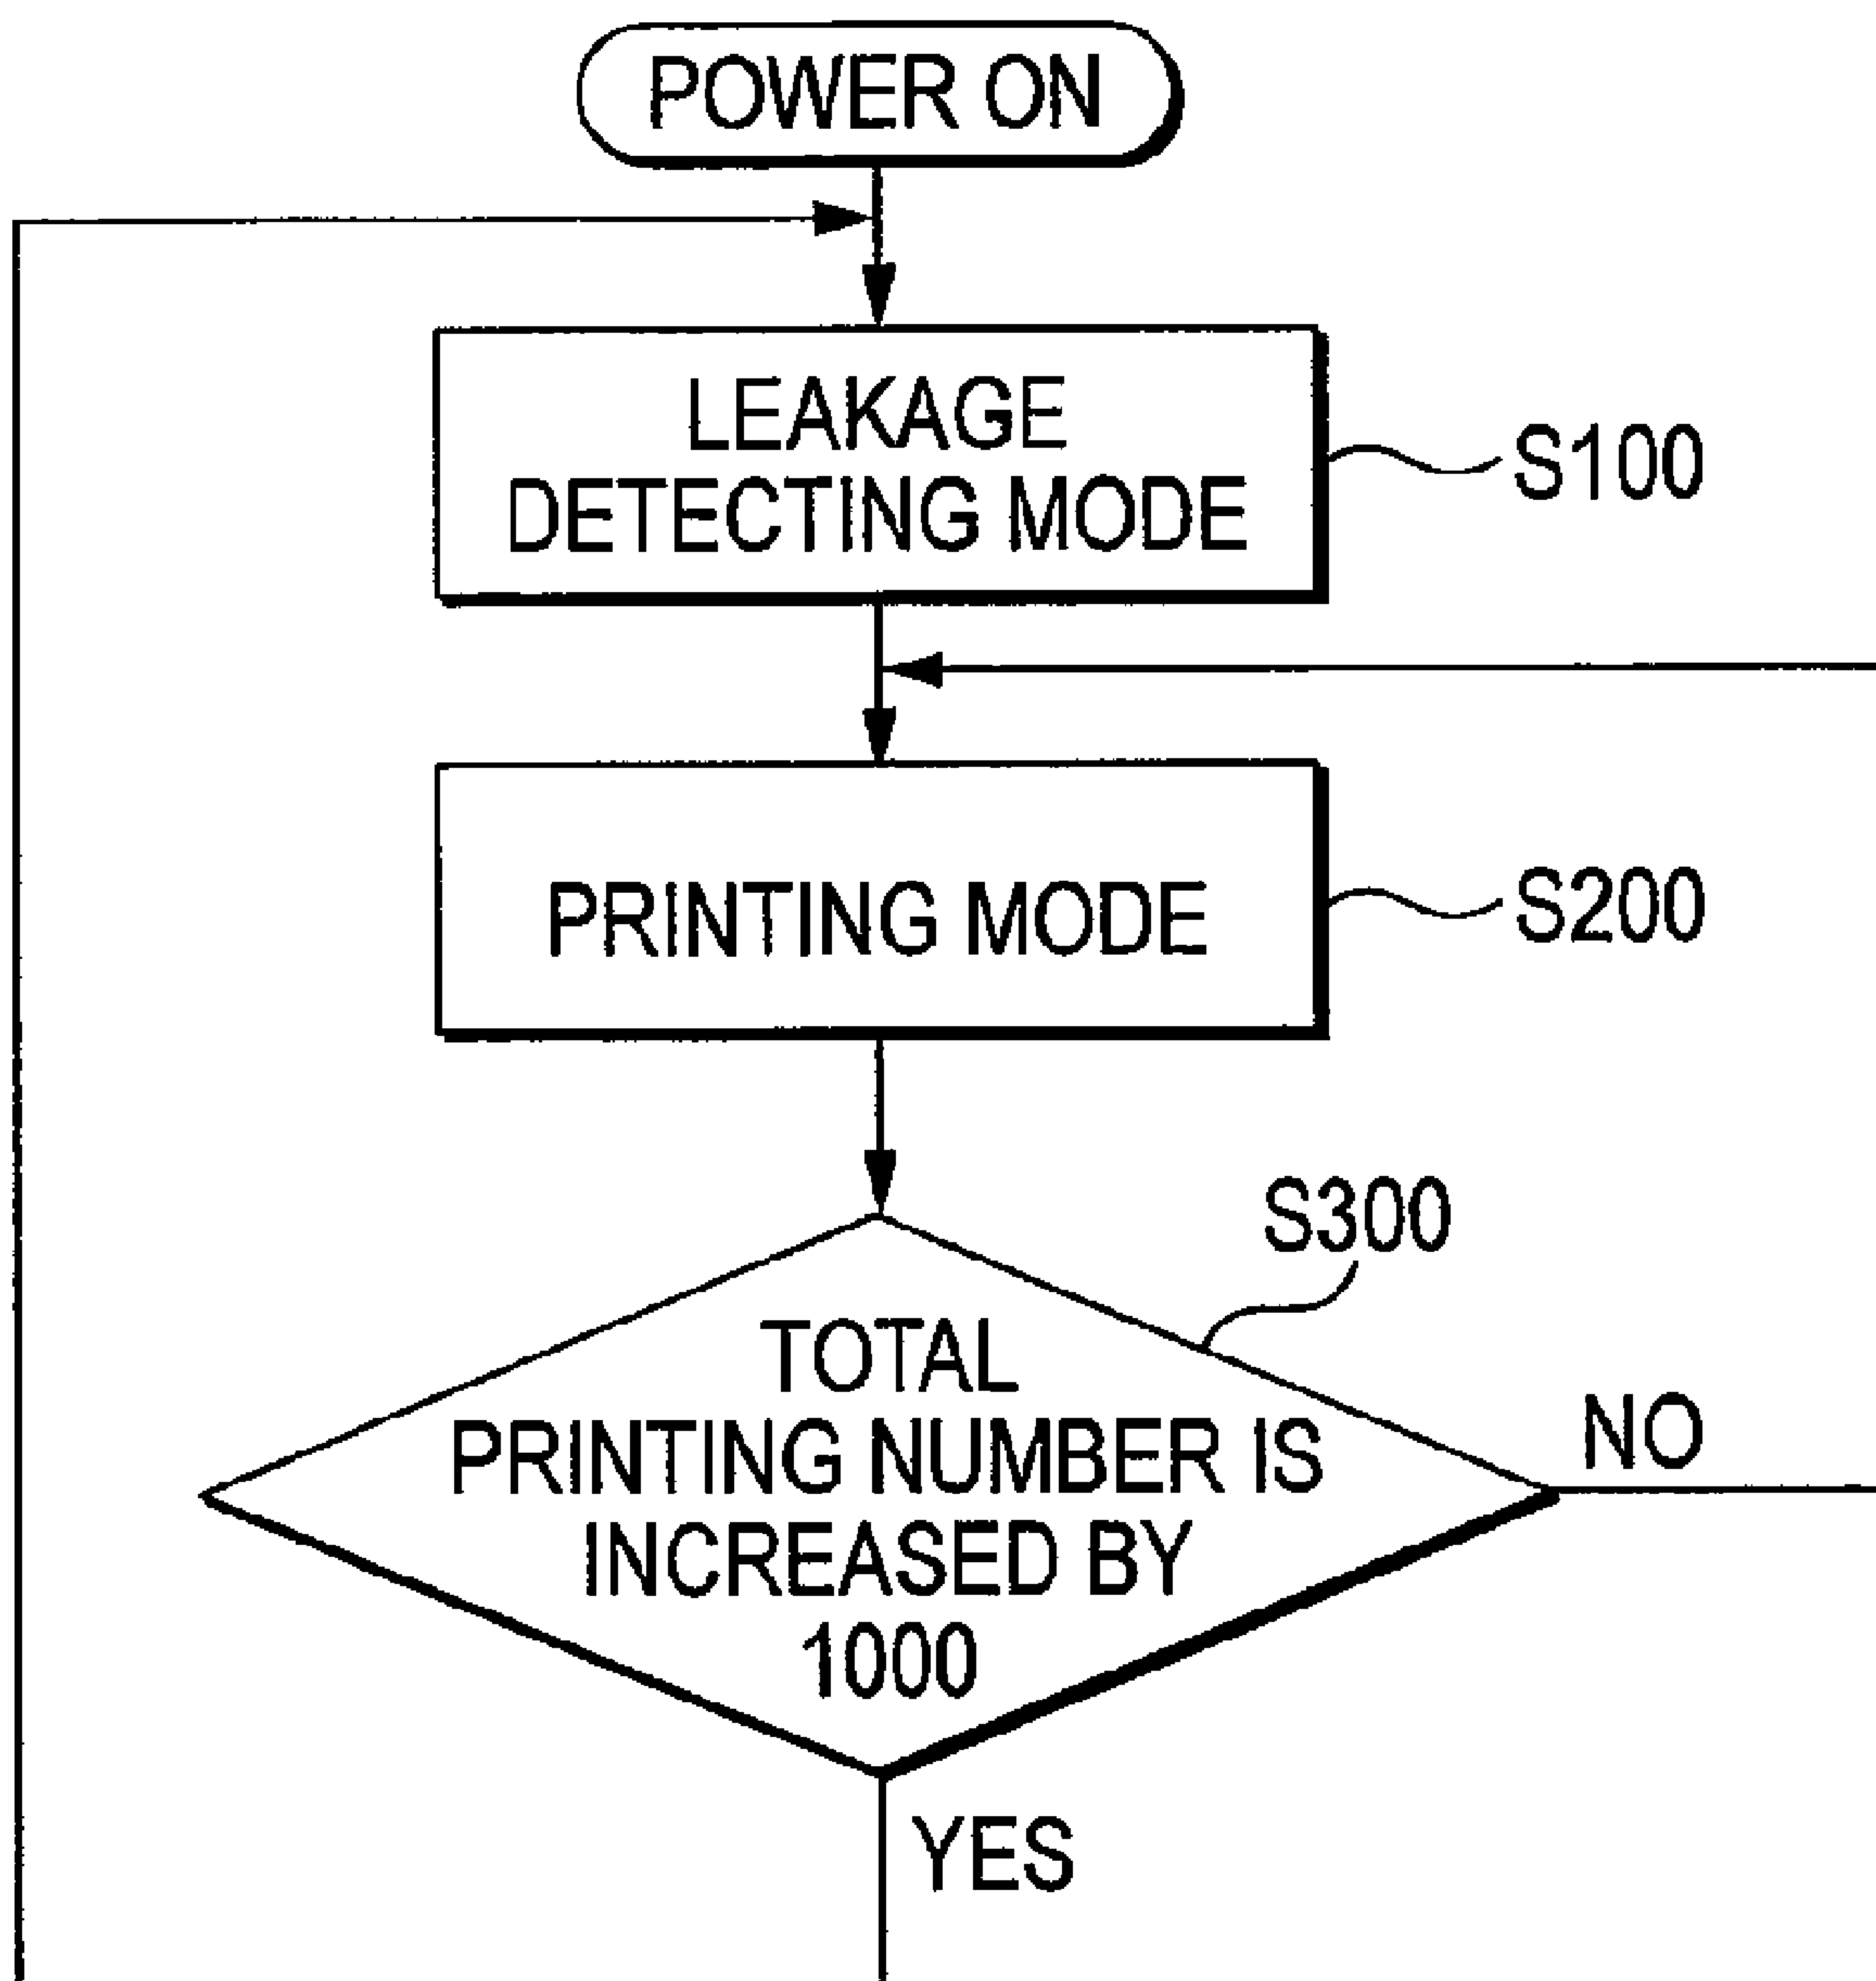 POWER ON
LEAKAGE
DETECTING MODE
S100
PRINTING MODE
S200
S300
TOTAL
PRINTING NUMBER IS
INCREASED BY
1000
NO
YES